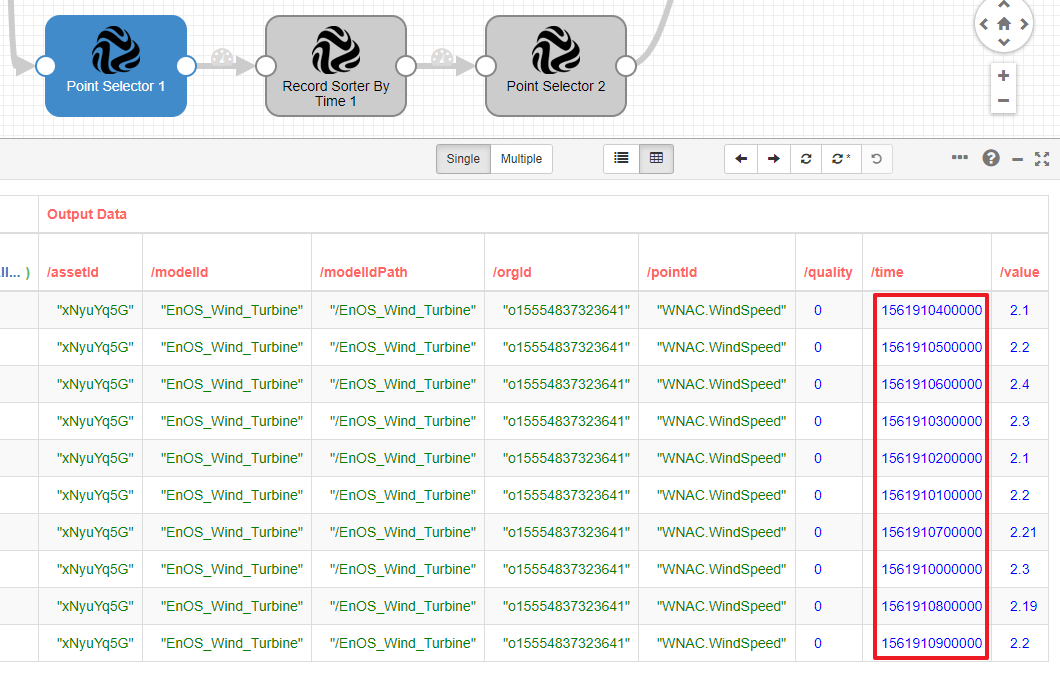 Point Selector 1
Record Sorter By
Time 1
Point Selector 2
Single Multiple
Output Data
ll... ) /assetId /modelId /modelIdPath /orgId /pointId /quality /time /value
"xNyuYq5G" "EnOS_Wind_Turbine" "/EnOS_Wind_Turbine" "o15554837323641" "WNAC.WindSpeed" 0 1561910400000 2.1
"xNyuYq5G" "EnOS_Wind_Turbine" "/EnOS_Wind_Turbine" "o15554837323641" "WNAC.WindSpeed" 0 1561910500000 2.2
"xNyuYq5G" "EnOS_Wind_Turbine" "/EnOS_Wind_Turbine" "o15554837323641" "WNAC.WindSpeed" 0 1561910600000 2.4
"xNyuYq5G" "EnOS_Wind_Turbine" "/EnOS_Wind_Turbine" "o15554837323641" "WNAC.WindSpeed" 0 1561910300000 2.3
"xNyuYq5G" "EnOS_Wind_Turbine" "/EnOS_Wind_Turbine" "o15554837323641" "WNAC.WindSpeed" 0 1561910200000 2.1
"xNyuYq5G" "EnOS_Wind_Turbine" "/EnOS_Wind_Turbine" "o15554837323641" "WNAC.WindSpeed" 0 1561910100000 2.2
"xNyuYq5G" "EnOS_Wind_Turbine" "/EnOS_Wind_Turbine" "o15554837323641" "WNAC.WindSpeed" 0 1561910700000 2.21
"xNyuYq5G" "EnOS_Wind_Turbine" "/EnOS_Wind_Turbine" "o15554837323641" "WNAC.WindSpeed" 0 1561910000000 2.3
"xNyuYq5G" "EnOS_Wind_Turbine" "/EnOS_Wind_Turbine" "o15554837323641" "WNAC.WindSpeed" 0 1561910800000 2.19
"xNyuYq5G" "EnOS_Wind_Turbine" "/EnOS_Wind_Turbine" "o15554837323641" "WNAC.WindSpeed" 0 1561910900000 2.2